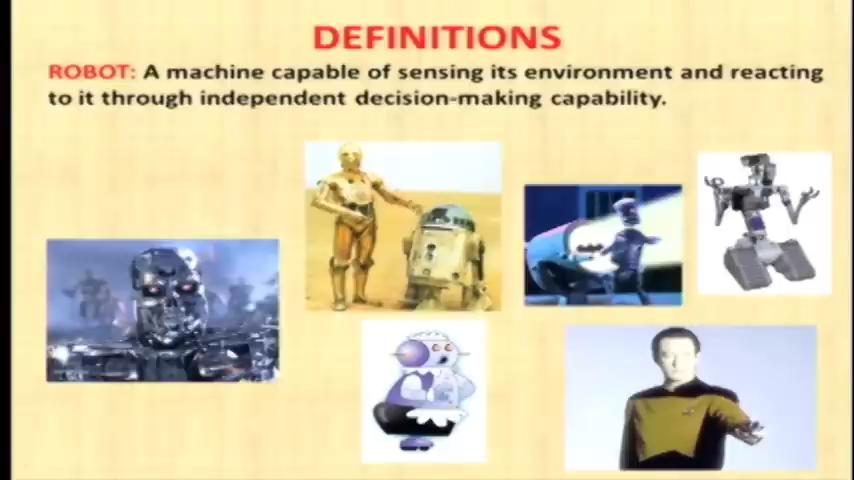 DEFINITIONS
ROBOT: A machine capable of sensing its environment and reacting
to it through independent decision-making capability.